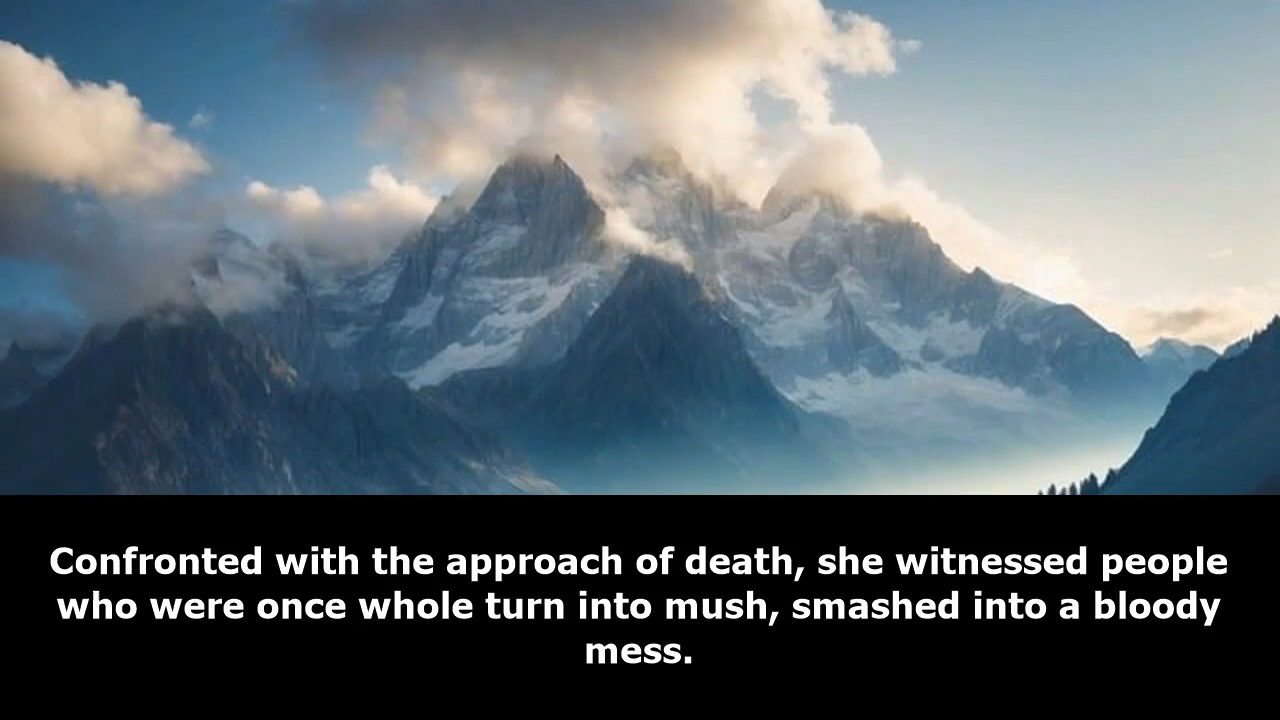 Confronted with the approach of death, she witnessed people
who were once whole turn into mush, smashed into a bloody
mess.